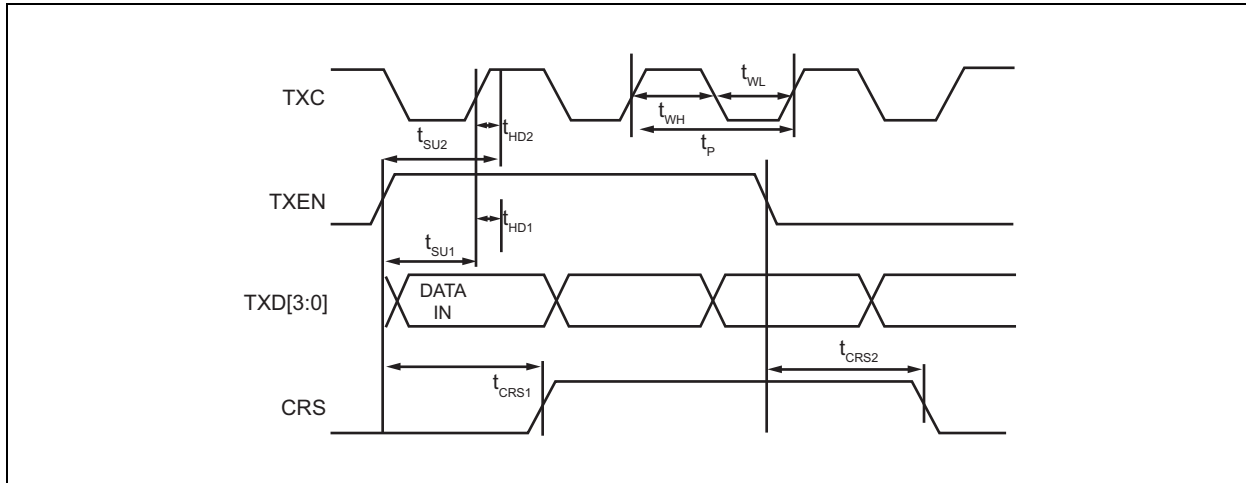 TXC
t_WL
t_WH
t_P
t_HD2
t_SU2
TXEN
t_HD1
t_SU1
TXD[3:0]
DATA
IN
t_CRS2
t_CRS1
CRS